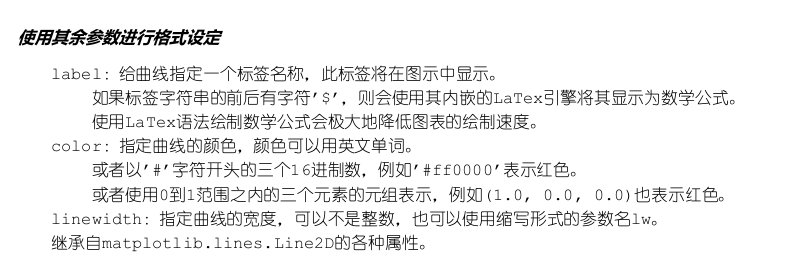 使用其余参数进行格式设定
label: 给曲线指定一个标签名称，此标签将在图示中显示。
如果标签字符串的前后有字符'$'，则会使用其内嵌的LaTex引擎将其显示为数学公式。
使用LaTex语法绘制数学公式会极大地降低图表的绘制速度。
color: 指定曲线的颜色，颜色可以用英文单词。
或者以'#'字符开头的三个16进制数，例如'#ff0000'表示红色。
或者使用0到1范围之内的三个元素的元组表示，例如(1.0, 0.0, 0.0)也表示红色。
linewidth: 指定曲线的宽度，可以不是整数，也可以使用缩写形式的参数名lw。
继承自matplotlib.lines.Line2D的各种属性。